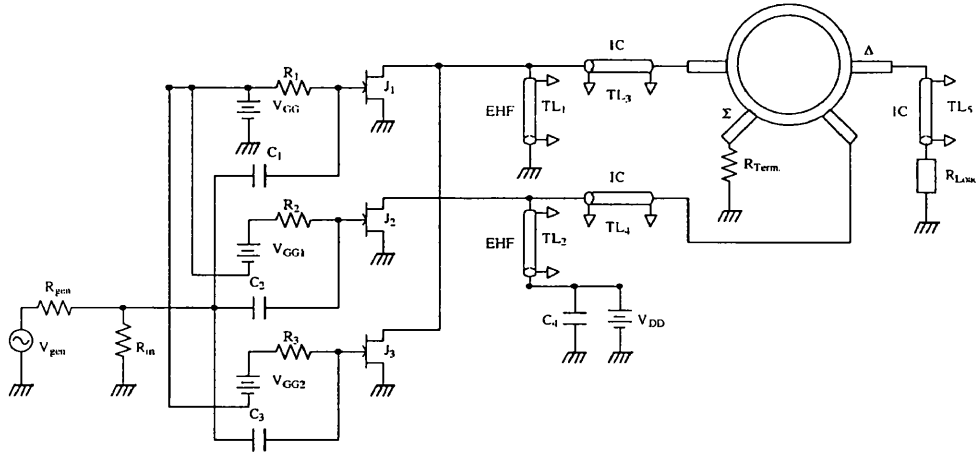 IC
Δ
R1
J1
VGG
EHF
TL1
TL3
Σ
IC
TL5
C1
RTerm.
RLoad
R2
IC
J2
VGG1
EHF
TL2
TL4
C2
Rgen
R3
C4
VDD
Vgen
Rin
J3
VGG2
C3